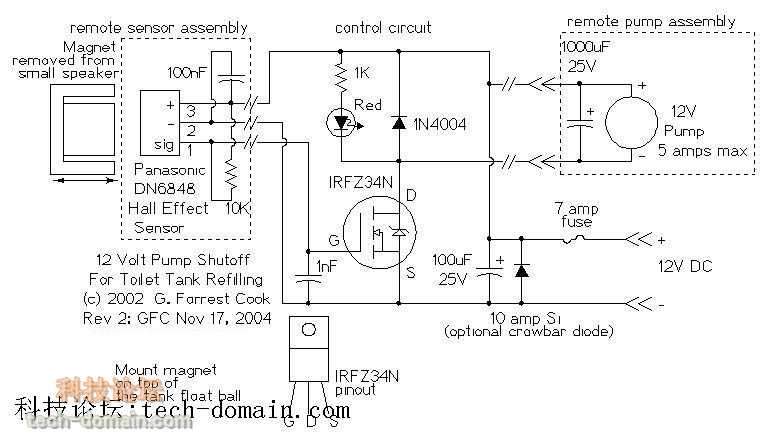 remote sensor assembly
control circuit
remote pump assembly
Magnet
removed from
small speaker
100nF
1K
Red
1N4004
1000uF
25V
+
+
12V
Pump
5 amps max
-
+
3
-
2
sig
1
Panasonic
DN6848
Hall Effect
Sensor
10K
IRFZ34N
D
G
S
1nF
7 amp
fuse
100uF
25V
+
+
12V DC
-
10 amp Si
(optional crowbar diode)
12 Volt Pump Shutoff
For Toilet Tank Refilling
(c) 2002 G. Forrest Cook
Rev 2: GFC Nov 17, 2004
Mount magnet
on top of
the tank float ball
IRFZ34N
pinout
G D S
科技论坛
科技论坛:tech-domain.com
tech-domain.com